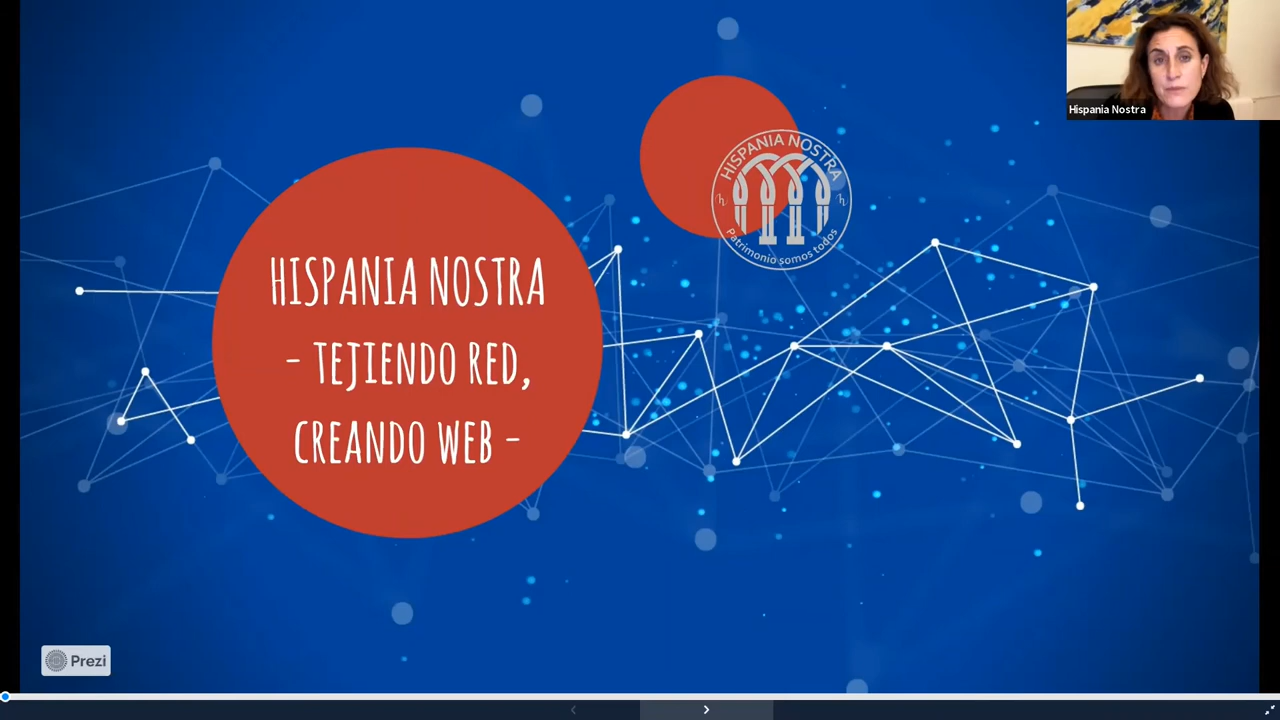 Hispania Nostra
HISPANIA NOSTRA
Patrimonio somos todos
HISPANIA NOSTRA
- TEJIENDO RED,
CREANDO WEB -
Prezi